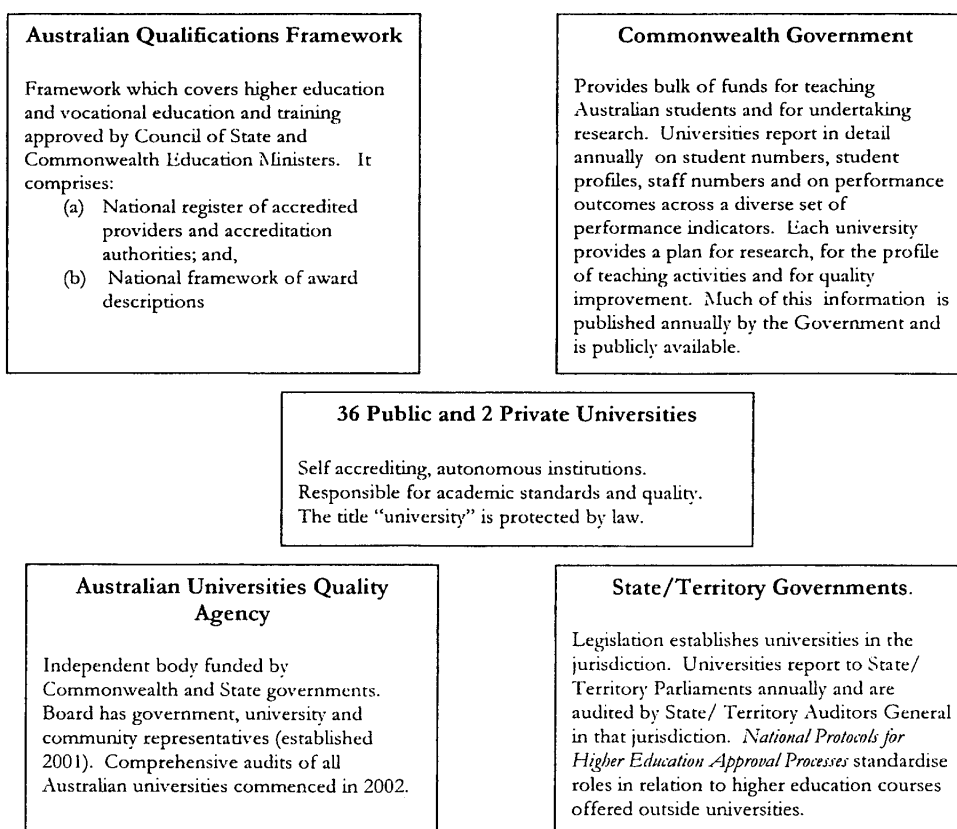 Australian Qualifications Framework
Framework which covers higher education
and vocational education and training
approved by Council of State and
Commonwealth Education Ministers. It
comprises:
(a) National register of accredited
providers and accreditation
authorities; and,
(b) National framework of award
descriptions
Commonwealth Government
Provides bulk of funds for teaching
Australian students and for undertaking
research. Universities report in detail
annually on student numbers, student
profiles, staff numbers and on performance
outcomes across a diverse set of
performance indicators. Each university
provides a plan for research, for the profile
of teaching activities and for quality
improvement. Much of this information is
published annually by the Government and
is publicly available.
36 Public and 2 Private Universities
Self accrediting, autonomous institutions.
Responsible for academic standards and quality.
The title “university” is protected by law.
Australian Universities Quality
Agency
Independent body funded by
Commonwealth and State governments.
Board has government, university and
community representatives (established
2001). Comprehensive audits of all
Australian universities commenced in 2002.
State/Territory Governments.
Legislation establishes universities in the
jurisdiction. Universities report to State/
Territory Parliaments annually and are
audited by State/ Territory Auditors General
in that jurisdiction. National Protocols for
Higher Education Approval Processes standardise
roles in relation to higher education courses
offered outside universities.